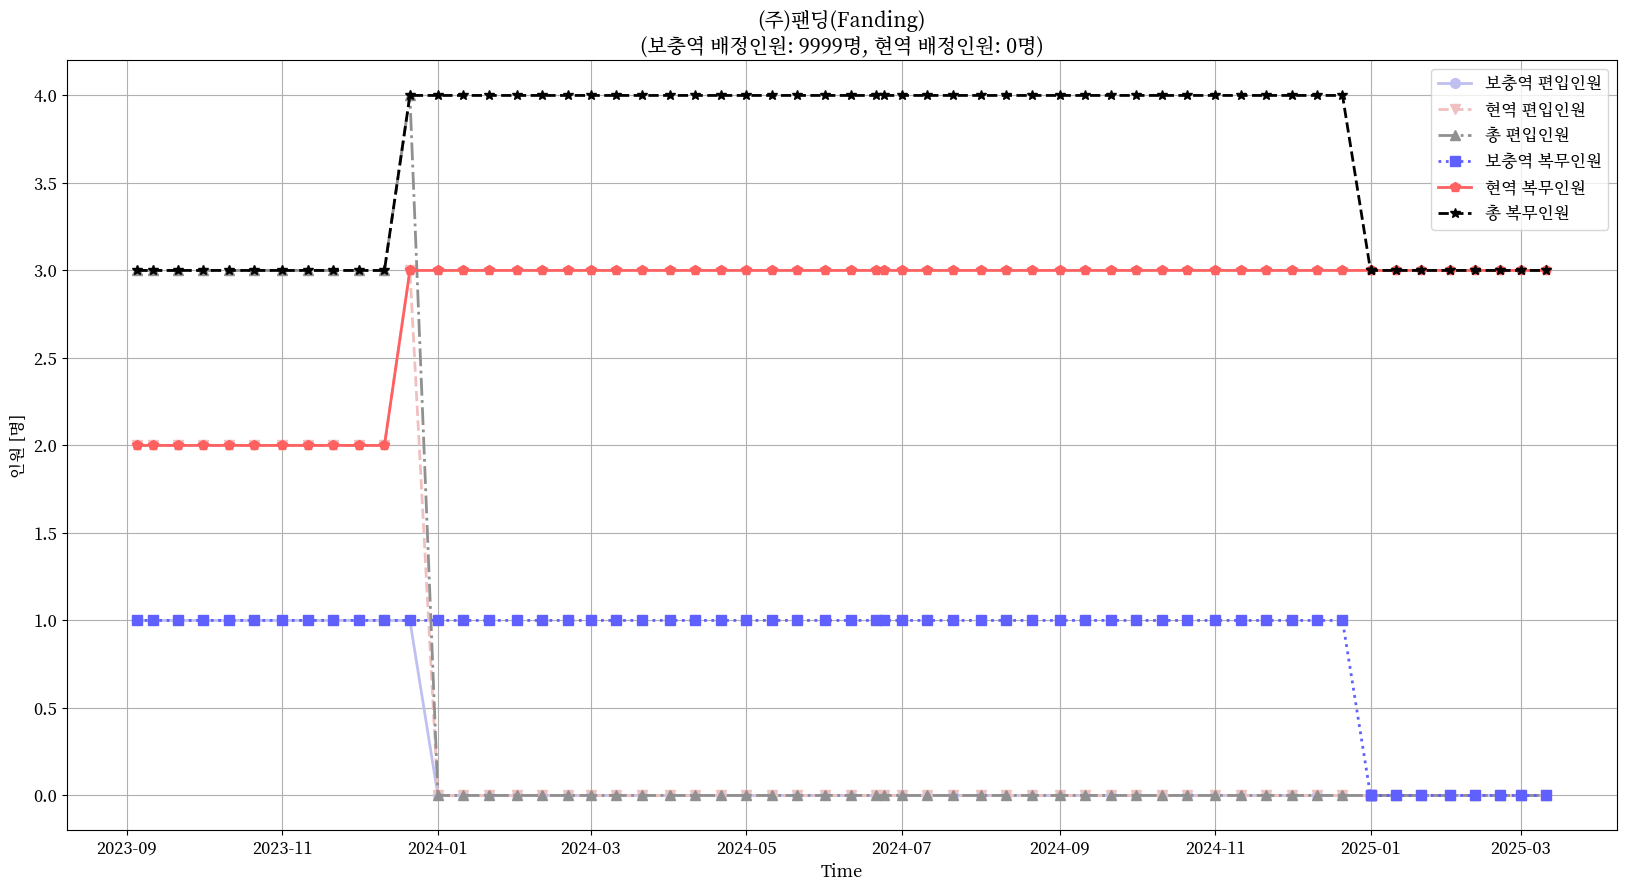 (주)팬딩(Fanding)
(보충역 배정인원: 9999명, 현역 배정인원: 0명)
보충역 편입인원
현역 편입인원
총 편입인원
보충역 복무인원
현역 복무인원
총 복무인원
4.0
3.5
3.0
2.5
2.0
1.5
1.0
0.5
0.0
인원 [명]
2023-09 2023-11 2024-01 2024-03 2024-05 2024-07 2024-09 2024-11 2025-01 2025-03
Time